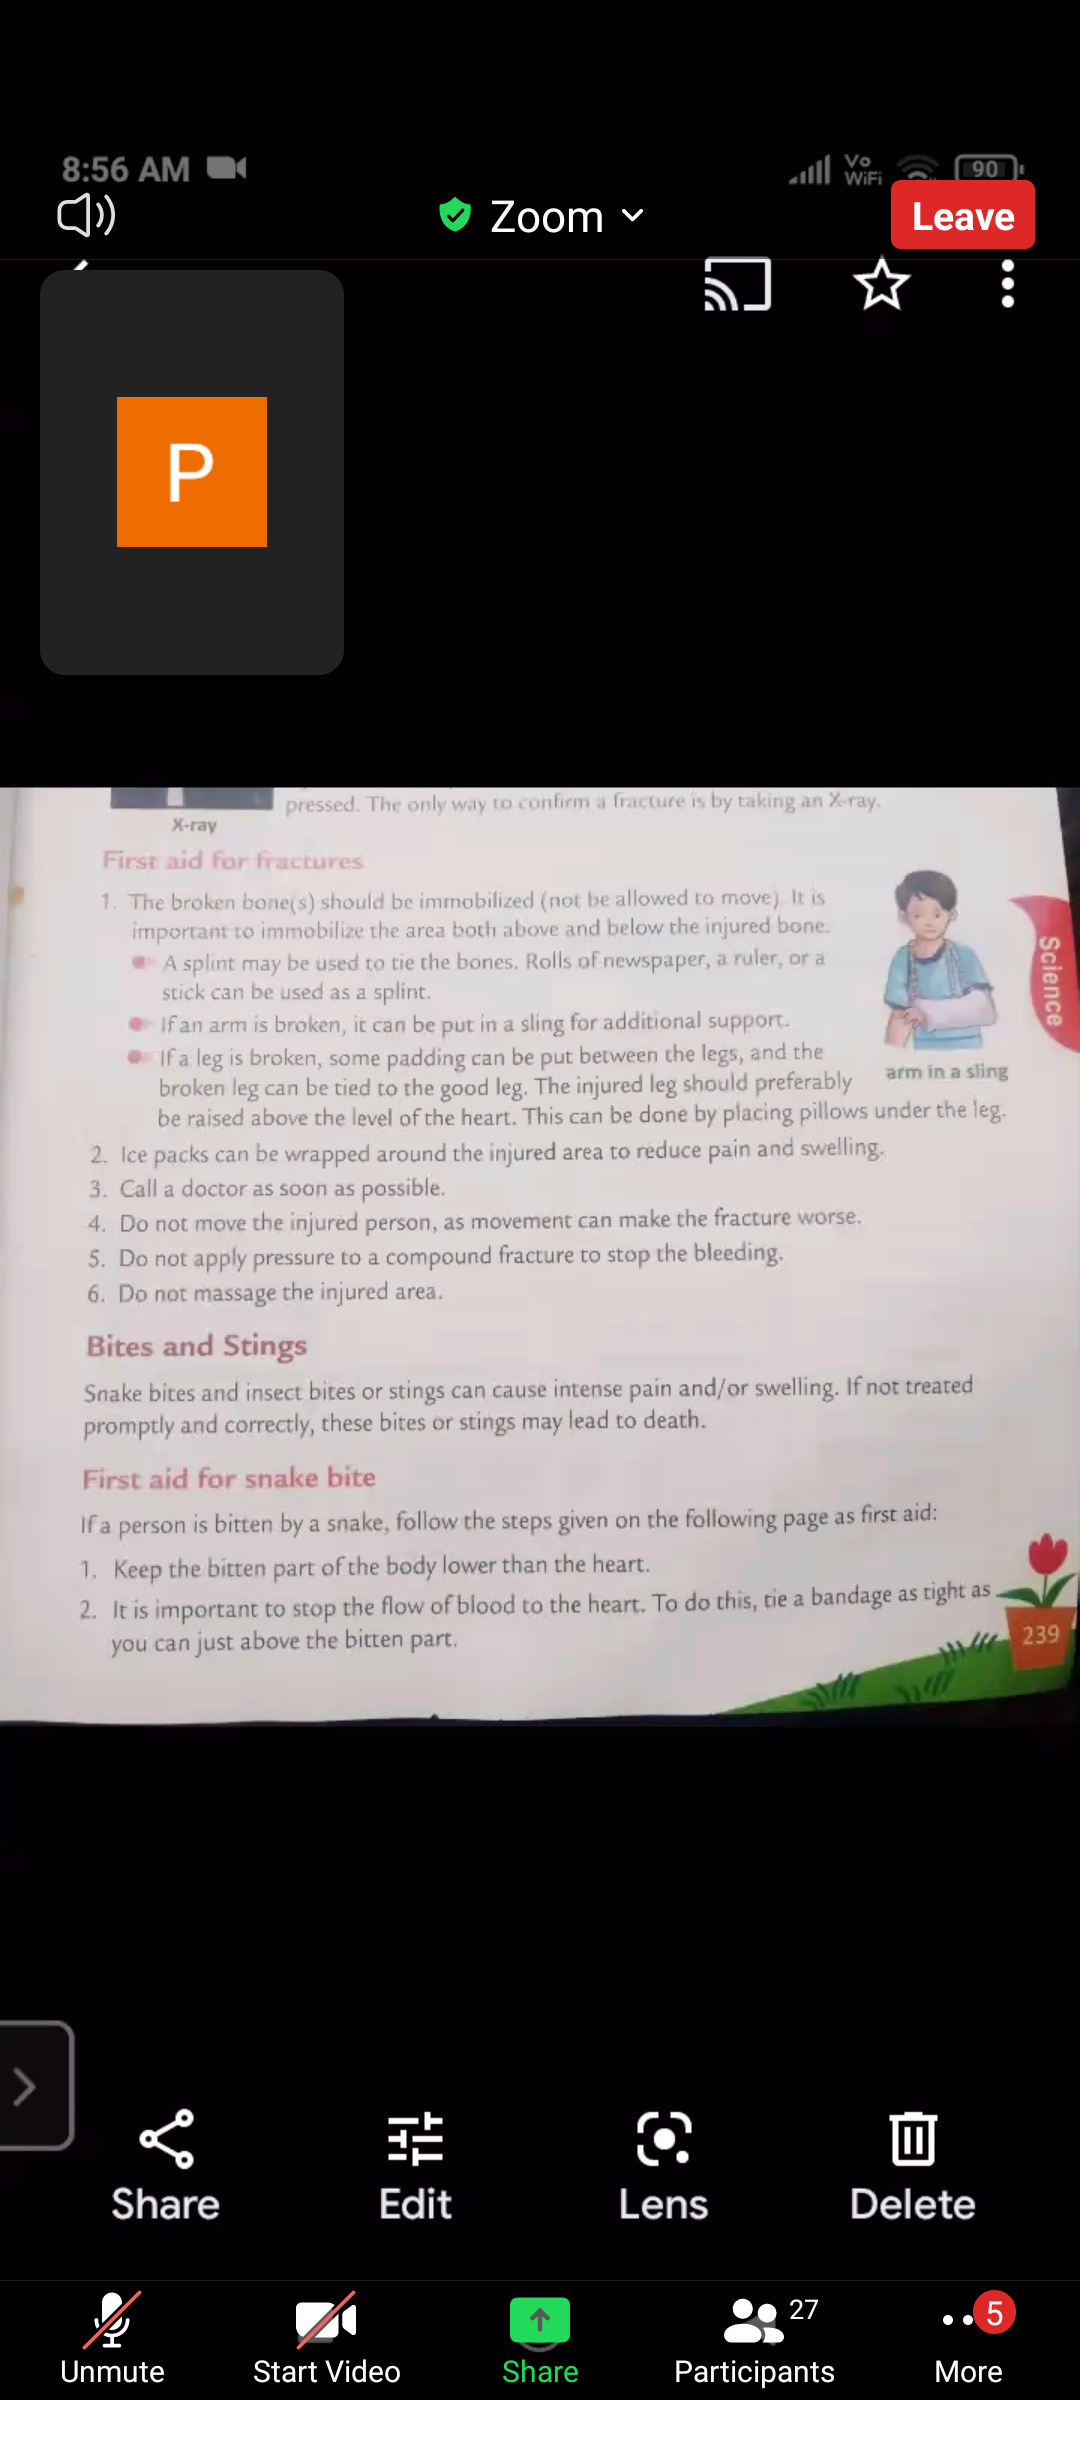 8:56 AM
Vo
WiFi
90
Zoom
Leave
P
pressed. The only way to confirm a fracture is by taking an X-ray.
X-ray
First aid for fractures
1. The broken bone(s) should be immobilized (not be allowed to move). It is
important to immobilize the area both above and below the injured bone.
A splint may be used to tie the bones. Rolls of newspaper, a ruler, or a
stick can be used as a splint.
If an arm is broken, it can be put in a sling for additional support.
If a leg is broken, some padding can be put between the legs, and the
broken leg can be tied to the good leg. The injured leg should preferably
be raised above the level of the heart. This can be done by placing pillows under the leg.
arm in a sling
Science
2. Ice packs can be wrapped around the injured area to reduce pain and swelling.
3. Call a doctor as soon as possible.
4. Do not move the injured person, as movement can make the fracture worse.
5. Do not apply pressure to a compound fracture to stop the bleeding.
6. Do not massage the injured area.
Bites and Stings
Snake bites and insect bites or stings can cause intense pain and/or swelling. If not treated
promptly and correctly, these bites or stings may lead to death.
First aid for snake bite
If a person is bitten by a snake, follow the steps given on the following page as first aid:
1. Keep the bitten part of the body lower than the heart.
2. It is important to stop the flow of blood to the heart. To do this, tie a bandage as tight as
you can just above the bitten part.
239
Share
Edit
Lens
Delete
27
5
Unmute
Start Video
Share
Participants
More